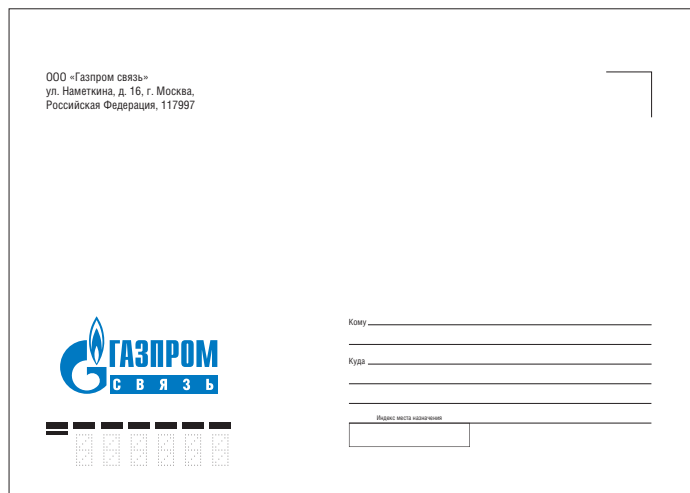 ООО «Газпром связь»
ул. Наметкина, д. 16, г. Москва,
Российская Федерация, 117997
Кому
Куда
Индекс места назначения
ГАЗПРОМ
СВЯЗЬ